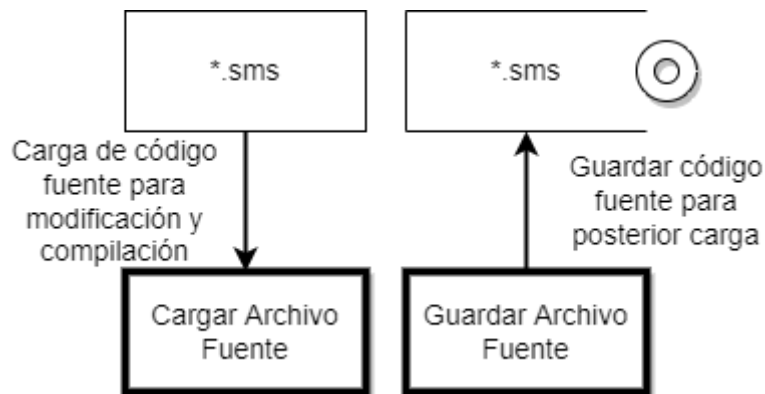 *.sms
*.sms
Carga de código
fuente para
modificación y
compilación
Guardar código
fuente para
posterior carga
Cargar Archivo
Fuente
Guardar Archivo
Fuente